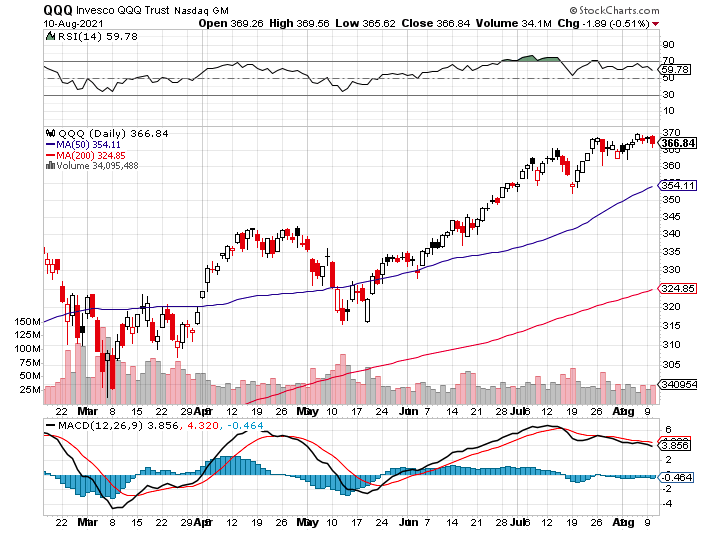 QQQ Invesco QQQ Trust Nasdaq GM © StockCharts.com
10-Aug-2021 Open 369.26 High 369.56 Low 365.62 Close 366.84 Volume 34.1M Chg -1.89 (-0.51%)
RSI(14) 59.78
90
70
59.78
50
30
10
QQQ (Daily) 366.84
MA(50) 354.11
MA(200) 324.85
Volume 34,095,488
370
366.84
365
360
354.11
350
345
340
335
330
324.85
320
315
310
305
340954
150M
125M
100M
75M
50M
25M
22 Mar 8 15 22 29 Apr 12 19 26 May 10 17 24 Jun 7 14 21 28 Jul 6 12 19 26 Aug 9
MACD(12,26,9) 3.856, 4.320, -0.464
6
3.856
2
-0.464
-2
-4
22 Mar 8 15 22 29 Apr 12 19 26 May 10 17 24 Jun 7 14 21 28 Jul 6 12 19 26 Aug 9